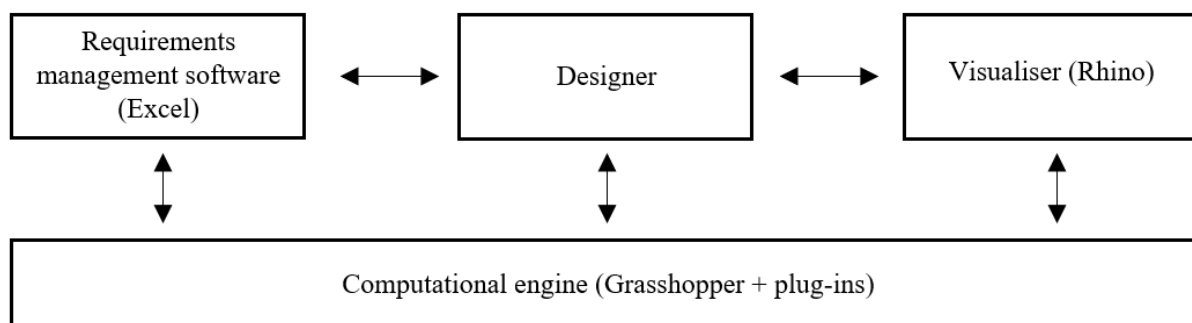 Requirements
management software
(Excel)
Designer
Visualiser (Rhino)
Computational engine (Grasshopper + plug-ins)